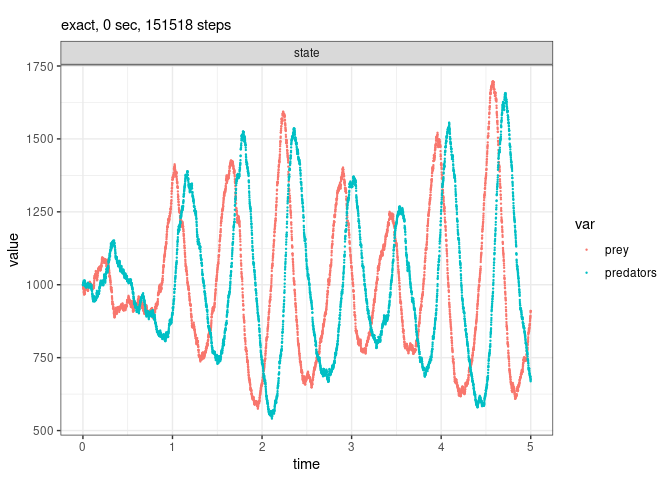 exact, 0 sec, 151518 steps
state
1750
1500
1250
1000
750
500
value
0
1
2
3
4
5
time
var
prey
predators